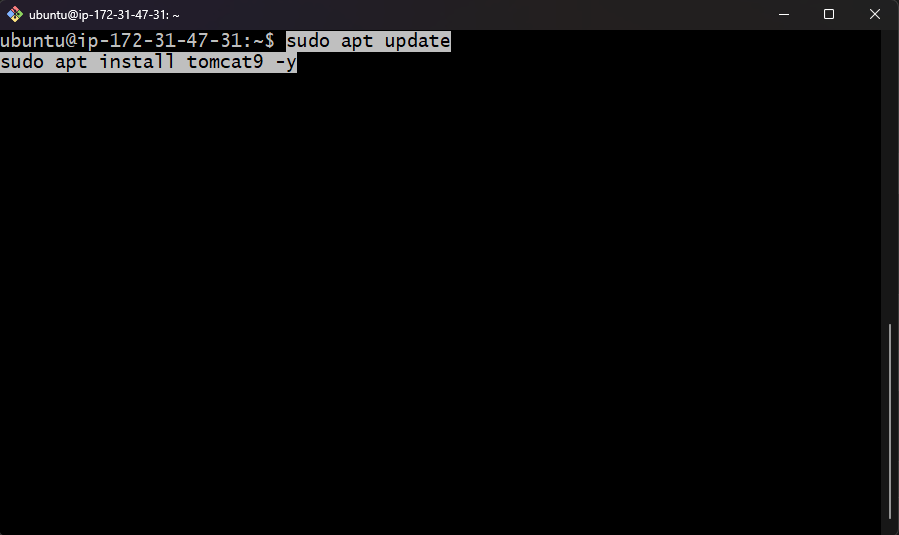 ubuntu@ip-172-31-47-31: ~
ubuntu@ip-172-31-47-31:~$ sudo apt update
sudo apt install tomcat9 -y